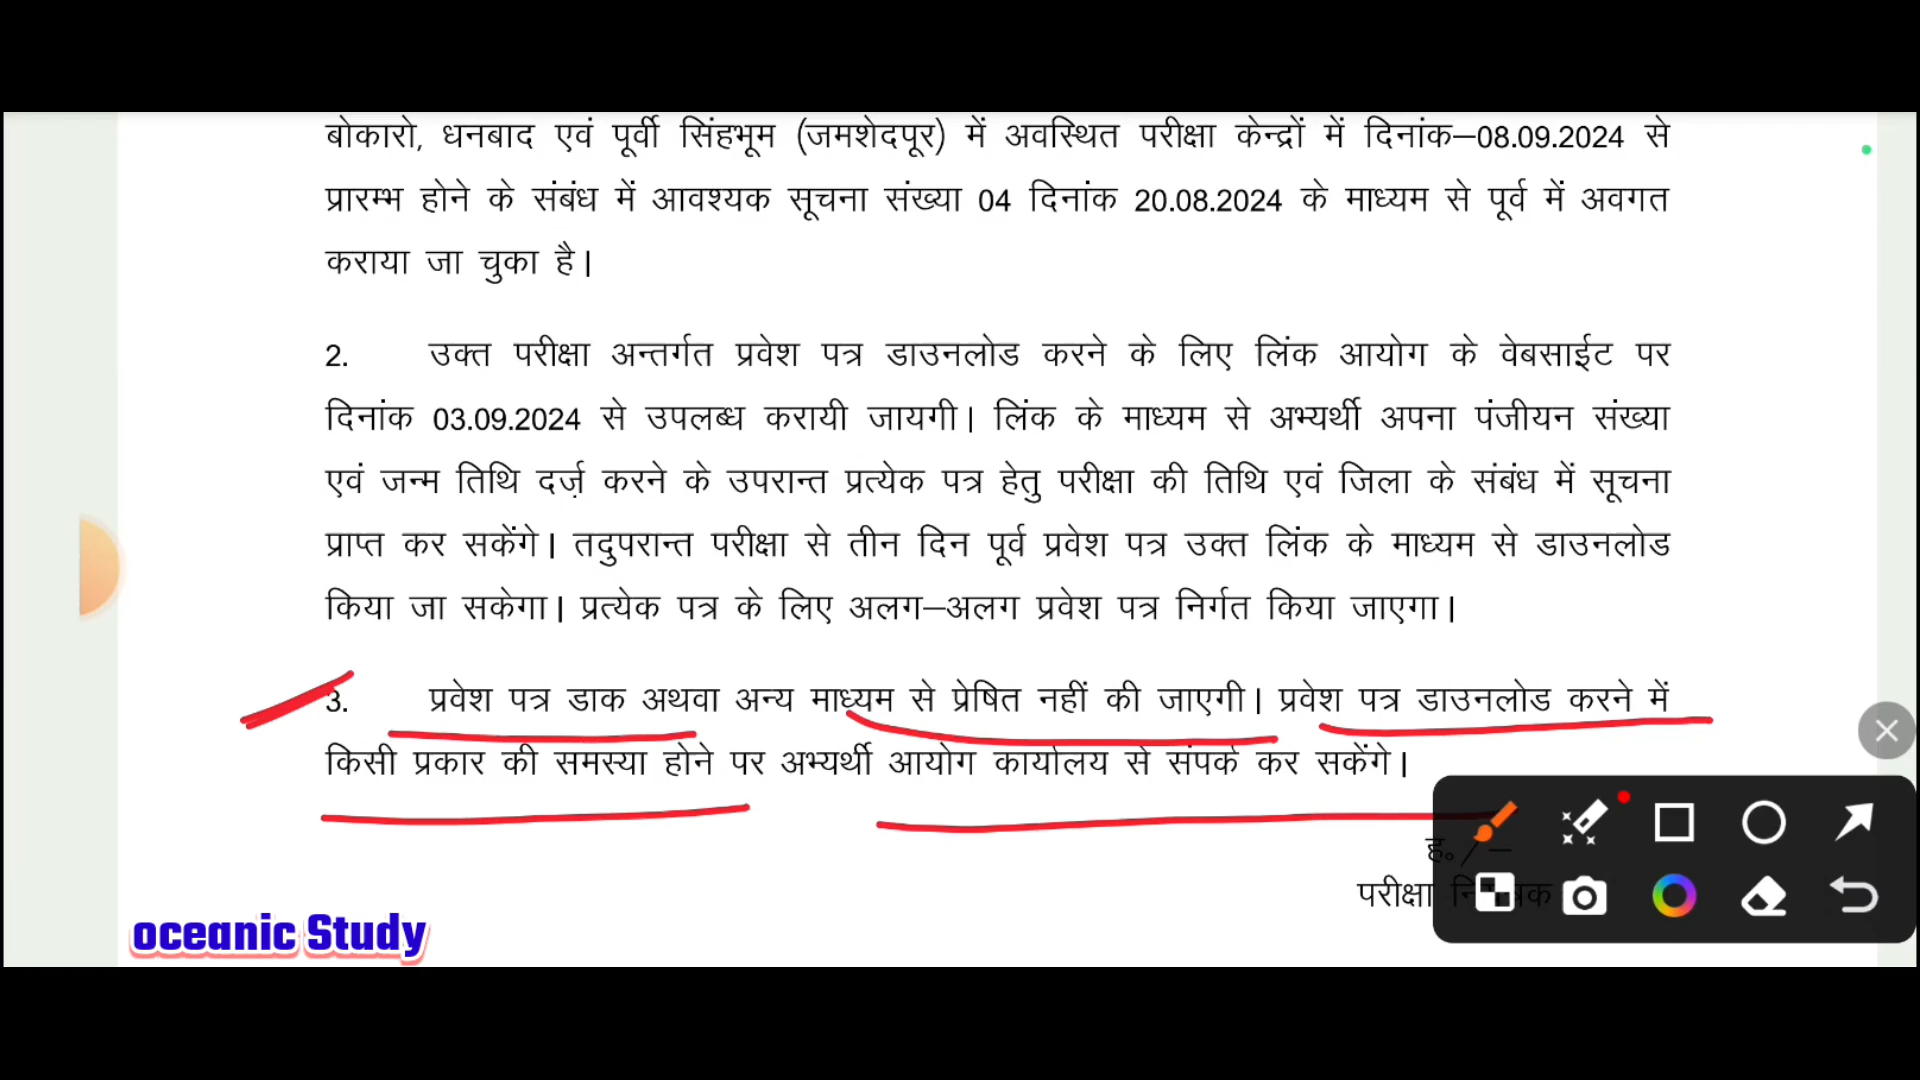 बोकारो, धनबाद एवं पूर्वी सिंहभूम (जमशेदपूर) में अवस्थित परीक्षा केन्द्रों में दिनांक–08.09.2024 से
प्रारम्भ होने के संबंध में आवश्यक सूचना संख्या 04 दिनांक 20.08.2024 के माध्यम से पूर्व में अवगत
कराया जा चुका है।
2. उक्त परीक्षा अन्तर्गत प्रवेश पत्र डाउनलोड करने के लिए लिंक आयोग के वेबसाईट पर
दिनांक 03.09.2024 से उपलब्ध करायी जायगी। लिंक के माध्यम से अभ्यर्थी अपना पंजीयन संख्या
एवं जन्म तिथि दर्ज़ करने के उपरान्त प्रत्येक पत्र हेतु परीक्षा की तिथि एवं जिला के संबंध में सूचना
प्राप्त कर सकेंगे। तदुपरान्त परीक्षा से तीन दिन पूर्व प्रवेश पत्र उक्त लिंक के माध्यम से डाउनलोड
किया जा सकेगा। प्रत्येक पत्र के लिए अलग–अलग प्रवेश पत्र निर्गत किया जाएगा।
3. प्रवेश पत्र डाक अथवा अन्य माध्यम से प्रेषित नहीं की जाएगी। प्रवेश पत्र डाउनलोड करने में
किसी प्रकार की समस्या होने पर अभ्यर्थी आयोग कार्यालय से संपर्क कर सकेंगे।
ह०/–
परीक्षा
oceanic Study